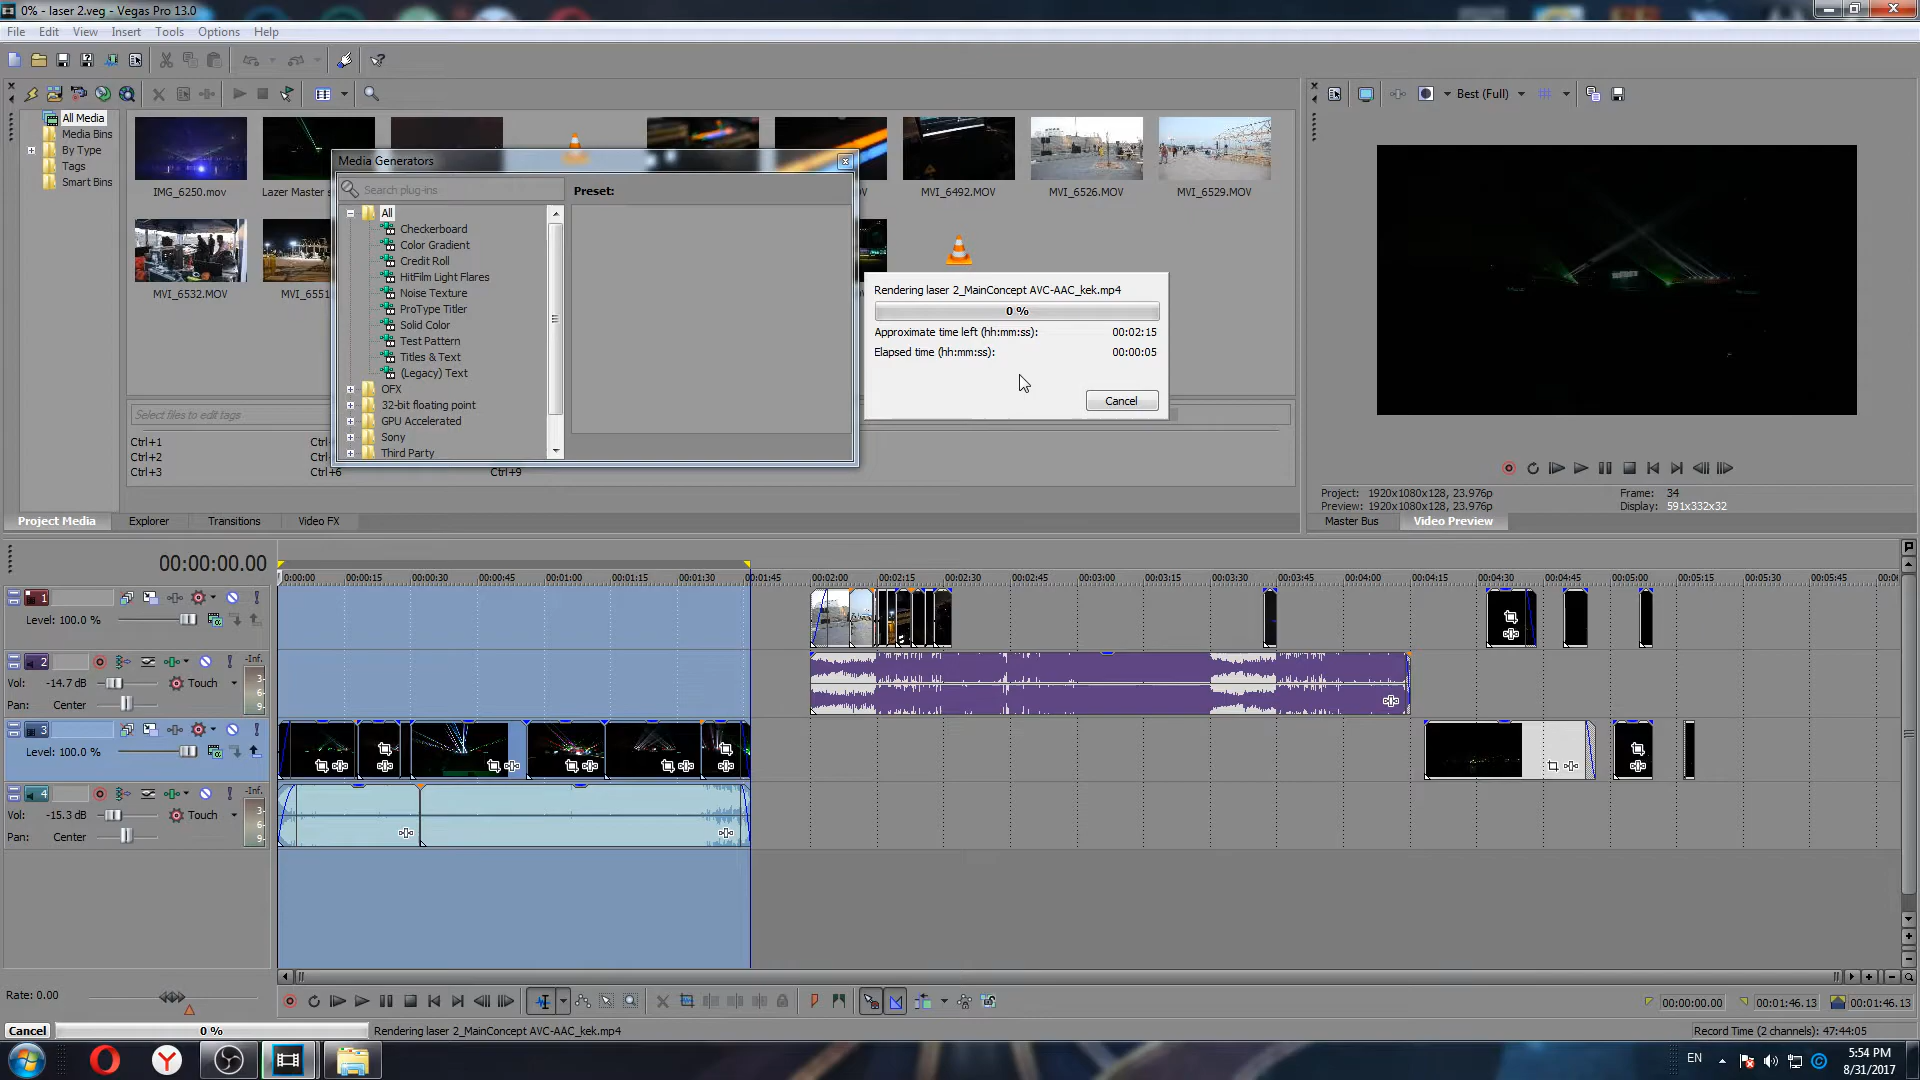 0% - laser 2.veg - Vegas Pro 13.0
File Edit View Insert Tools Options Help
Best (Full)
All Media
Media Bins
By Type
Tags
Smart Bins
IMG_6250.mov
Lazer Master
MVI_6492.MOV
MVI_6526.MOV
MVI_6529.MOV
MVI_6532.MOV
MVI_6551
Media Generators
Search plug-ins
Preset:
All
Checkerboard
Color Gradient
Credit Roll
HitFilm Light Flares
Noise Texture
ProType Titler
Solid Color
Test Pattern
Titles & Text
(Legacy) Text
OFX
32-bit floating point
GPU Accelerated
Sony
Third Party
Rendering laser 2_MainConcept AVC-AAC_kek.mp4
0 %
Approximate time left (hh:mm:ss): 00:02:15
Elapsed time (hh:mm:ss): 00:00:05
Cancel
Select files to edit tags
Ctrl+1
Ctrl+2
Ctrl+3 Ctrl+6 Ctrl+9
Project: 1920x1080x128, 23.976p Frame: 34
Preview: 1920x1080x128, 23.976p Display: 591x332x32
Project Media Explorer Transitions Video FX
Master Bus Video Preview
00:00:00.00
0:00:00 00:00:15 00:00:30 00:00:45 00:01:00 00:01:15 00:01:30 00:01:45 00:02:00 00:02:15 00:02:30 00:02:45 00:03:00 00:03:15 00:03:30 00:03:45 00:04:00 00:04:15 00:04:30 00:04:45 00:05:00 00:05:15 00:05:30 00:05:45 00:06
1
Level: 100.0 %
2 -Inf.
Vol: -14.7 dB Touch
Pan: Center
3 6 9
3
Level: 100.0 %
4 -Inf.
Vol: -15.3 dB Touch
Pan: Center
3 6 9
Rate: 0.00
00:00:00.00 00:01:46.13 00:01:46.13
Cancel 0 % Rendering laser 2_MainConcept AVC-AAC_kek.mp4
Record Time (2 channels): 47:44:05
EN
5:54 PM
8/31/2017